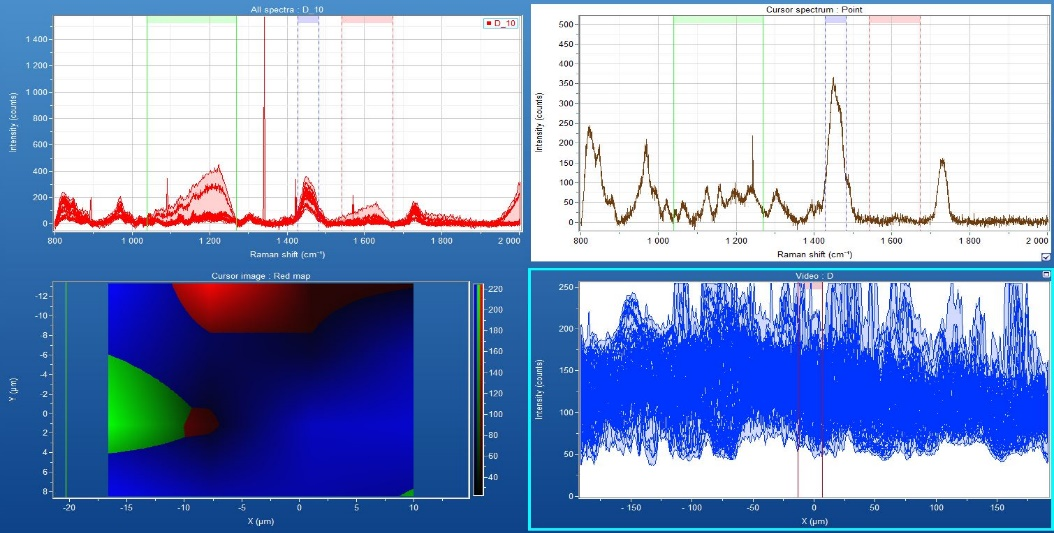 All spectra : D_10
D_10
Intensity (counts)
1 400
1 200
1 000
800
600
400
200
0
800 1 000 1 200 1 400 1 600 1 800 2 000
Raman shift (cm⁻¹)
Cursor spectrum : Point
Intensity (counts)
500
450
400
350
300
250
200
150
100
50
0
800 1 000 1 200 1 400 1 600 1 800 2 000
Raman shift (cm⁻¹)
Cursor image : Red map
Y (µm)
-12
-10
-8
-6
-4
-2
0
2
4
6
8
-20 -15 -10 -5 0 5 10
X (µm)
220
200
180
160
140
120
100
80
60
40
Video : D
Intensity (counts)
250
200
150
100
50
0
- 150 - 100 - 50 0 50 100 150
X (µm)